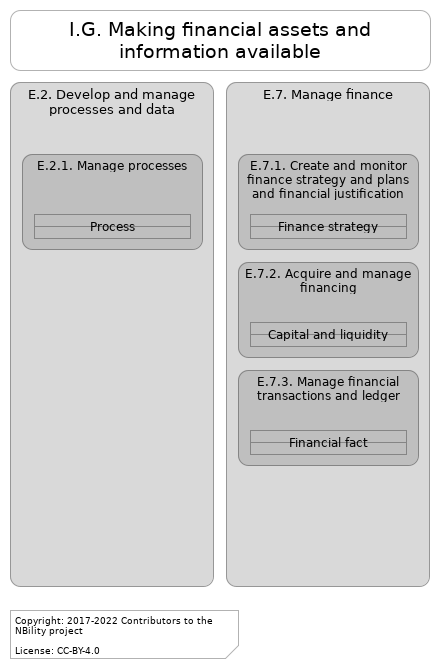 I.G. Making financial assets and
information available
E.2. Develop and manage
processes and data
E.2.1. Manage processes
Process
E.7. Manage finance
E.7.1. Create and monitor
finance strategy and plans
and financial justification
Finance strategy
E.7.2. Acquire and manage
financing
Capital and liquidity
E.7.3. Manage financial
transactions and ledger
Financial fact
Copyright: 2017-2022 Contributors to the
NBility project
License: CC-BY-4.0